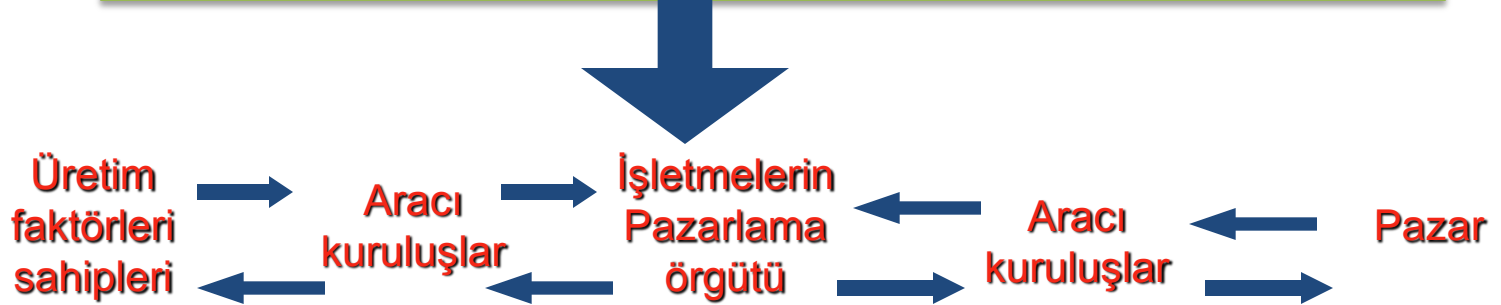 Üretim
faktörleri
sahipleri
Aracı
kuruluşlar
İşletmelerin
Pazarlama
örgütü
Aracı
kuruluşlar
Pazar